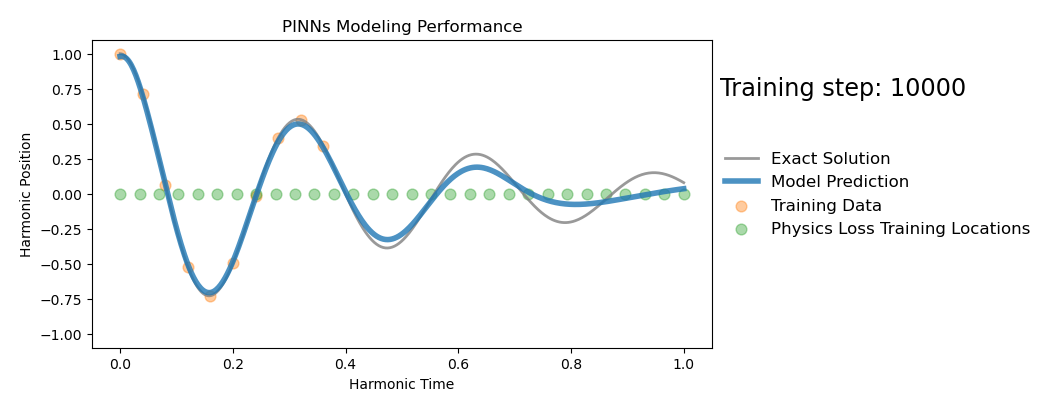 PINNs Modeling Performance
1.00
0.75
0.50
0.25
0.00
−0.25
−0.50
−0.75
−1.00
Harmonic Position
0.0 0.2 0.4 0.6 0.8 1.0
Harmonic Time
Training step: 10000
Exact Solution
Model Prediction
Training Data
Physics Loss Training Locations